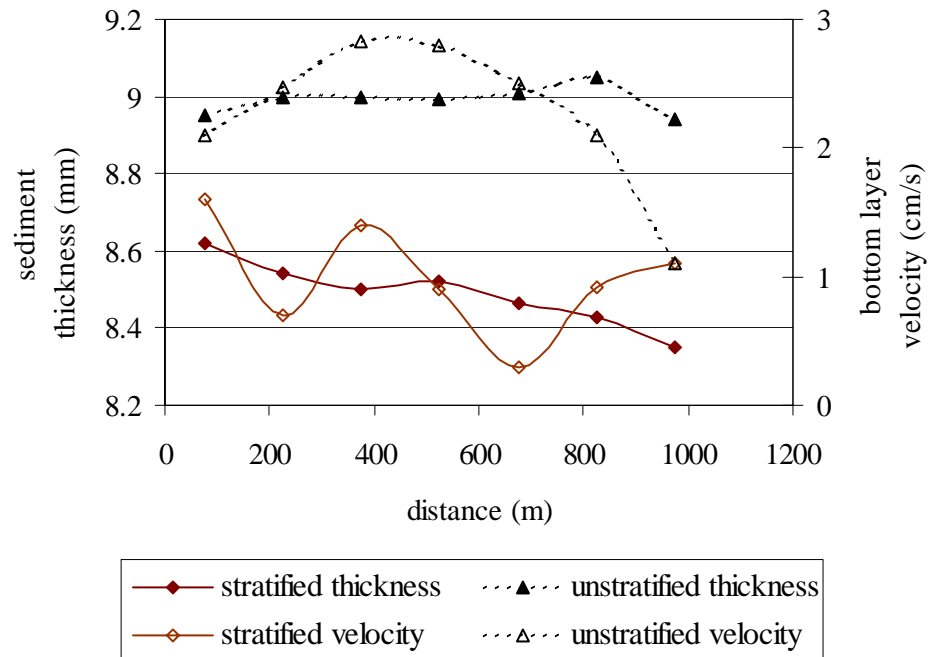 9.2
9
8.8
8.6
8.4
8.2
sediment
thickness (mm)
3
2
1
0
bottom layer
velocity (cm/s)
0 200 400 600 800 1000 1200
distance (m)
stratified thickness unstratified thickness
stratified velocity unstratified velocity